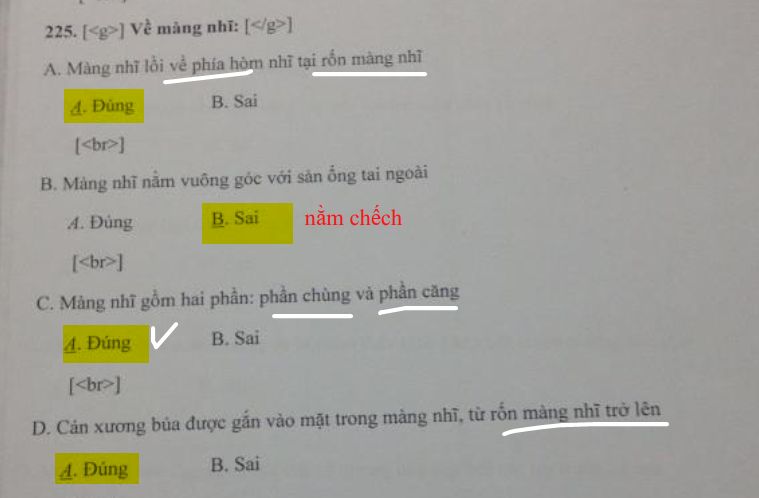 225. [<g>] Về màng nhĩ: [</g>]
A. Màng nhĩ lồi về phía hòm nhĩ tại rốn màng nhĩ
A. Đúng B. Sai
[<br>]
B. Màng nhĩ nằm vuông góc với sàn ống tai ngoài
A. Đúng B. Sai nằm chếch
[<br>]
C. Màng nhĩ gồm hai phần: phần chùng và phần căng
A. Đúng B. Sai
[<br>]
D. Cán xương búa được gắn vào mặt trong màng nhĩ, từ rốn màng nhĩ trở lên
A. Đúng B. Sai